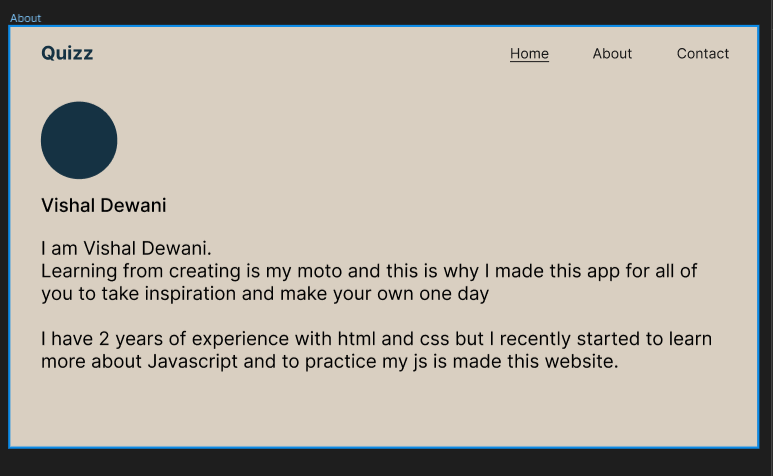 About
Quizz
Home About Contact
Vishal Dewani
I am Vishal Dewani.
Learning from creating is my moto and this is why I made this app for all of
you to take inspiration and make your own one day
I have 2 years of experience with html and css but I recently started to learn
more about Javascript and to practice my js is made this website.